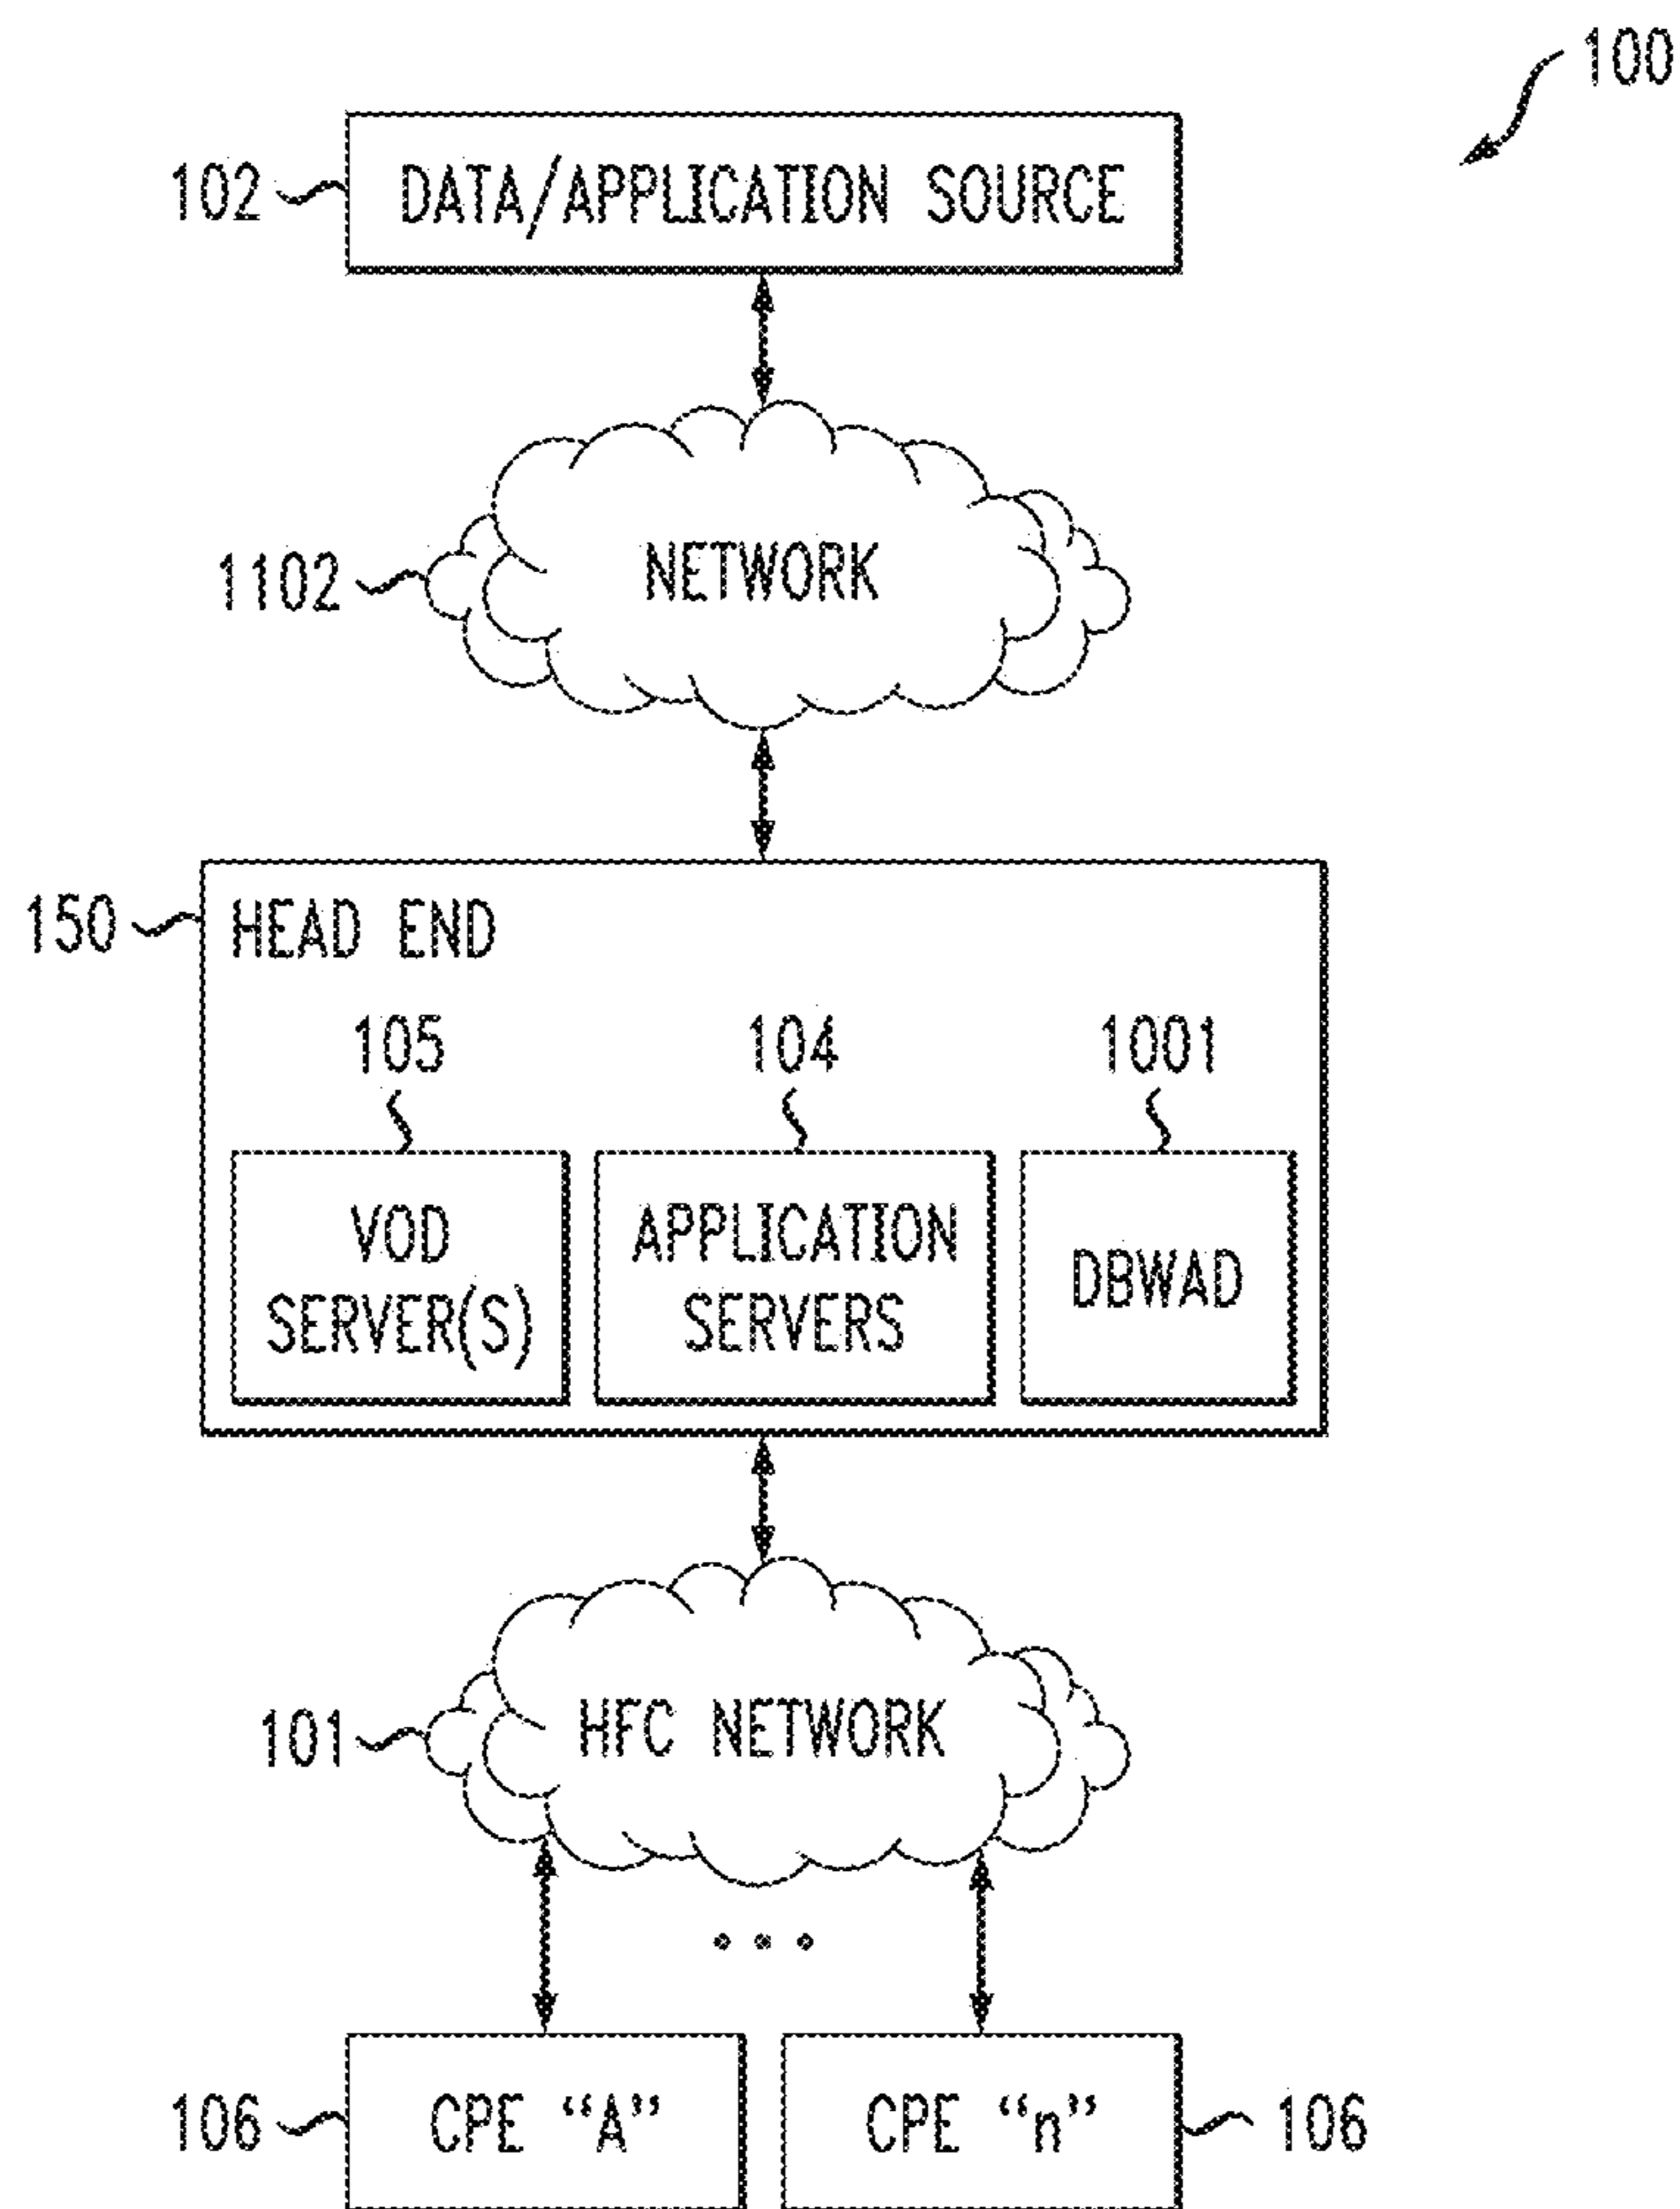 100
102 DATA/APPLICATION SOURCE
1102 NETWORK
150 HEAD END
105 104 1001
VOD SERVER(S)
APPLICATION SERVERS
DBWAD
101 HFC NETWORK
...
106 CPE “A” CPE “n” 106